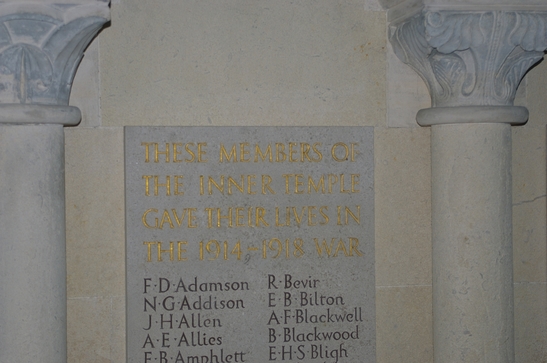 THESE MEMBERS OF
THE INNER TEMPLE
GAVE THEIR LIVES IN
THE 1914-1918 WAR
F·D·Adamson
N·G·Addison
J·H·Allen
A·E·Allies
F·B·Amphlett
R·Bevir
E·B·Bilton
A·F·Blackwell
B·Blackwood
E·H·S·Bligh